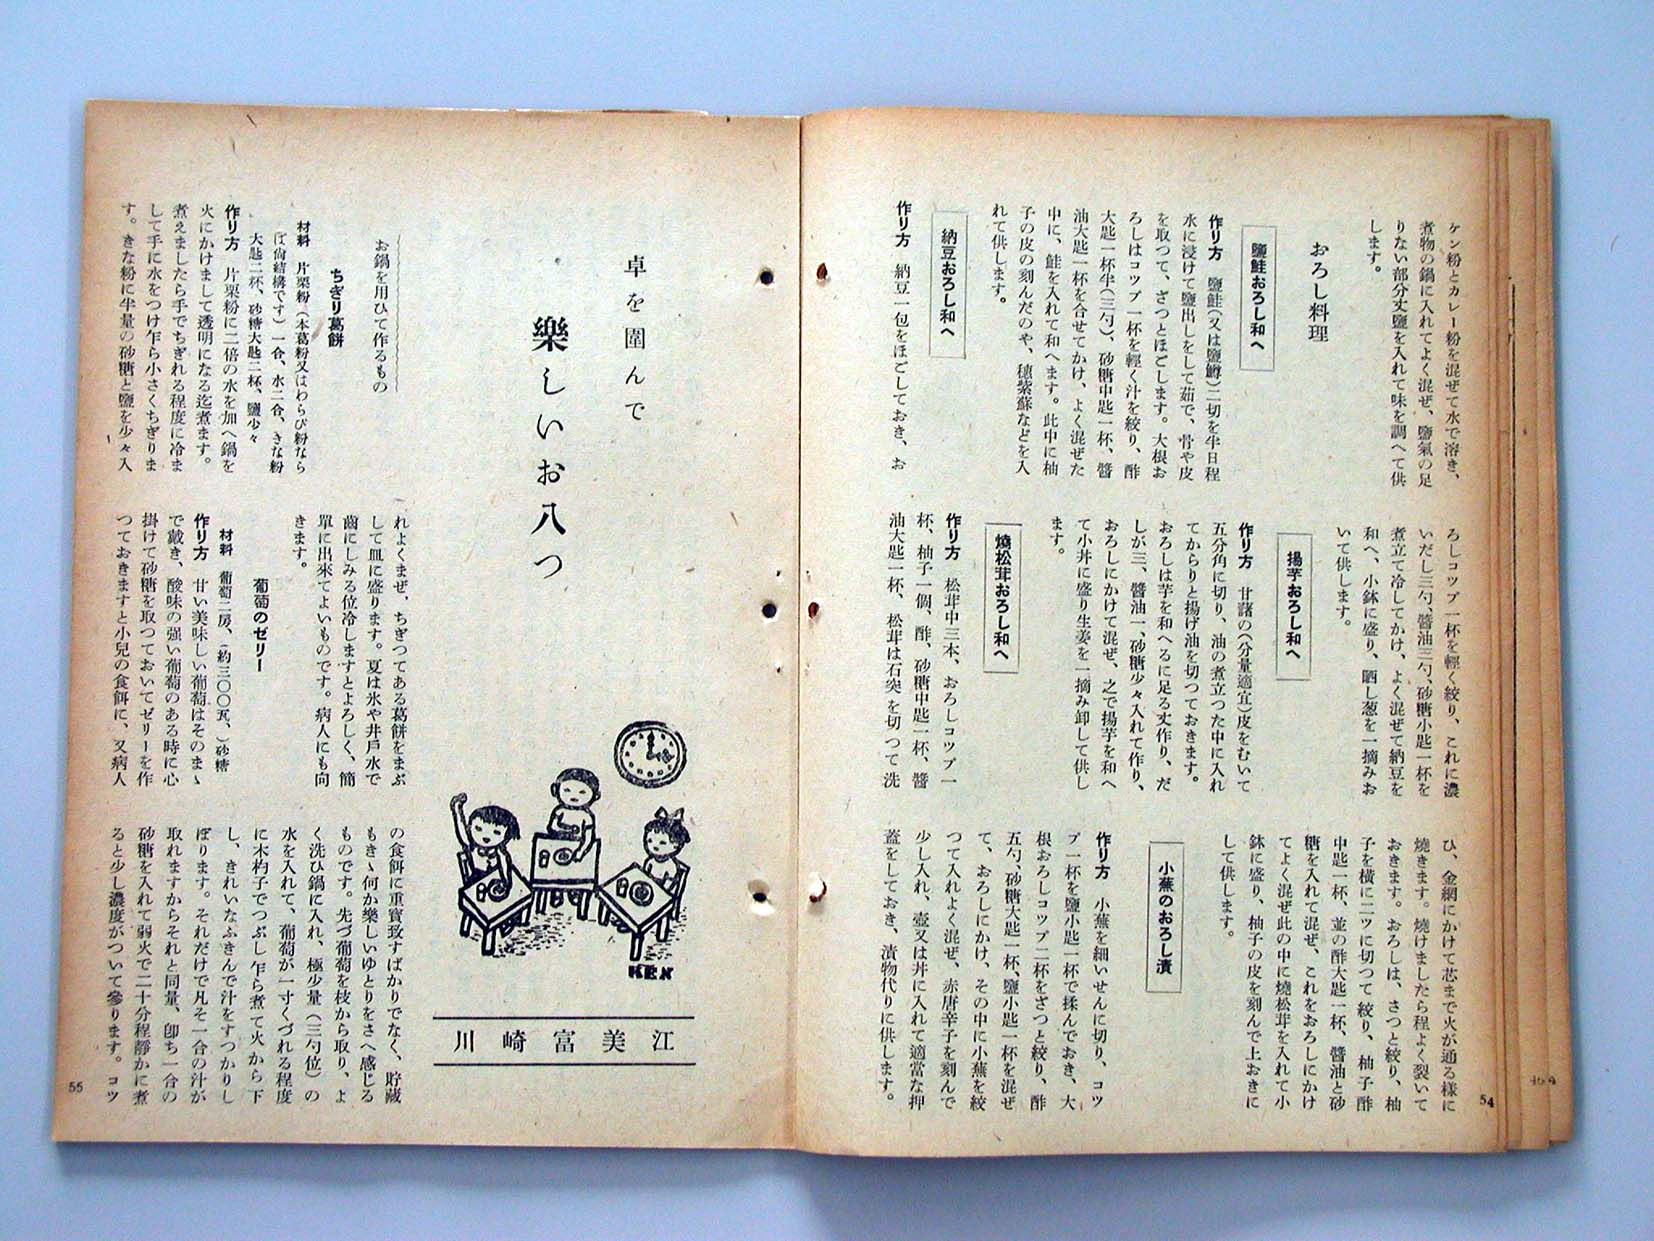 ケン粉とカレー粉を混ぜて水で溶き、
煮物の鍋に入れてよく混ぜ、鹽氣の足
りない部分丈鹽を入れて味を調へて供
します。
おろし料理
鹽鮭おろし和へ
作り方　鹽鮭(又は鹽鱒)二切を半日程
水に浸けて鹽出しをして茹で、骨や皮
を取つて、ざつとほごします。大根お
ろしはコツプ一杯を輕く汁を絞り、酢
大匙一杯半(三勺)、砂糖中匙一杯、醬
油大匙一杯を合せてかけ、よく混ぜた
中に、鮭を入れて和へます。此中に柚
子の皮の刻んだのや、穗紫蘇などを入
れて供します。
納豆おろし和へ
作り方　納豆一包をほごしておき、お
ろしコツプ一杯を輕く絞り、これに濃
いだし三勺、醬油三勺、砂糖小匙一杯を
煮立て冷してかけ、よく混ぜて納豆を
和へ、小鉢に盛り、晒し葱を一摘みお
いて供します。
揚芋おろし和へ
作り方　甘藷の(分量適宜)皮をむいて
五分角に切り、油の煮立つた中に入れ
てからりと揚げ油を切つておきます。
おろしは芋を和へるに足る丈作り、だ
しが三、醬油一、砂糖少々入れて作り、
おろしにかけて混ぜ、之で揚芋を和へ
て小丼に盛り生姜を一摘み卸して供し
ます。
燒松茸おろし和へ
作り方　松茸中三本、おろしコツプ一
杯、柚子一個、酢、砂糖中匙一杯、醬
油大匙一杯、松茸は石突を切つて洗
ひ、金網にかけて芯まで火が通る樣に
燒きます。燒けましたら程よく裂いて
おきます。おろしは、さつと絞り、柚
子を橫に二ツに切つて絞り、柚子酢
中匙一杯、並の酢大匙一杯、醬油と砂
糖を入れて混ぜ、これをおろしにかけ
てよく混ぜ此の中に燒松茸を入れて小
鉢に盛り、柚子の皮を刻んで上おきに
して供します。
小蕪のおろし漬
作り方　小蕪を細いせんに切り、コツ
プ一杯を鹽小匙一杯で揉んでおき、大
根おろしコツプ二杯をざつと絞り、酢
五勺、砂糖大匙一杯、鹽小匙一杯を混ぜ
て、おろしにかけ、その中に小蕪を絞
つて入れよく混ぜ、赤唐辛子を刻んで
少し入れ、壺又は丼に入れて適當な押
蓋をしておき、漬物代りに供します。
54
卓を圍んで
樂しいお八つ
KEN
川崎富美江
お鍋を用ひて作るもの
ちぎり葛餅
材料　片栗粉(本葛粉又はわらび粉なら
ば尚結構です)一合、水二合、きな粉
大匙二杯、砂糖大匙二杯、鹽少々
作り方　片栗粉に二倍の水を加へ鍋を
火にかけまして透明になる迄煮ます。
煮えましたら手でちぎれる程度に冷ま
して手に水をつけ乍ら小さくちぎりま
す。きな粉に半量の砂糖と鹽を少々入
れよくまぜ、ちぎつてある葛餅をまぶ
して皿に盛ります。夏は氷や井戸水で
齒にしみる位冷しますとよろしく、簡
單に出來てよいものです。病人にも向
きます。
葡萄のゼリー
材料　葡萄二房、(約三〇〇瓦、)砂糖
作り方　甘い美味しい葡萄はそのまゝ
で戴き、酸味の强い葡萄のある時に心
掛けて砂糖を取つておいてゼリーを作
つておきますと小兒の食餌に、又病人
の食餌に重寶致すばかりでなく、貯藏
もきゝ何か樂しいゆとりをさへ感じる
ものです。先づ葡萄を枝から取り、よ
く洗ひ鍋に入れ、極少量(三勺位)の
水を入れて、葡萄が一寸くづれる程度
に木杓子でつぶし乍ら煮て火から下
し、きれいなふきんで汁をすつかりし
ぼります。それだけで凡そ一合の汁が
取れますからそれと同量、卽ち一合の
砂糖を入れて弱火で二十分程靜かに煮
ると少し濃度がついて參ります。コツ
55